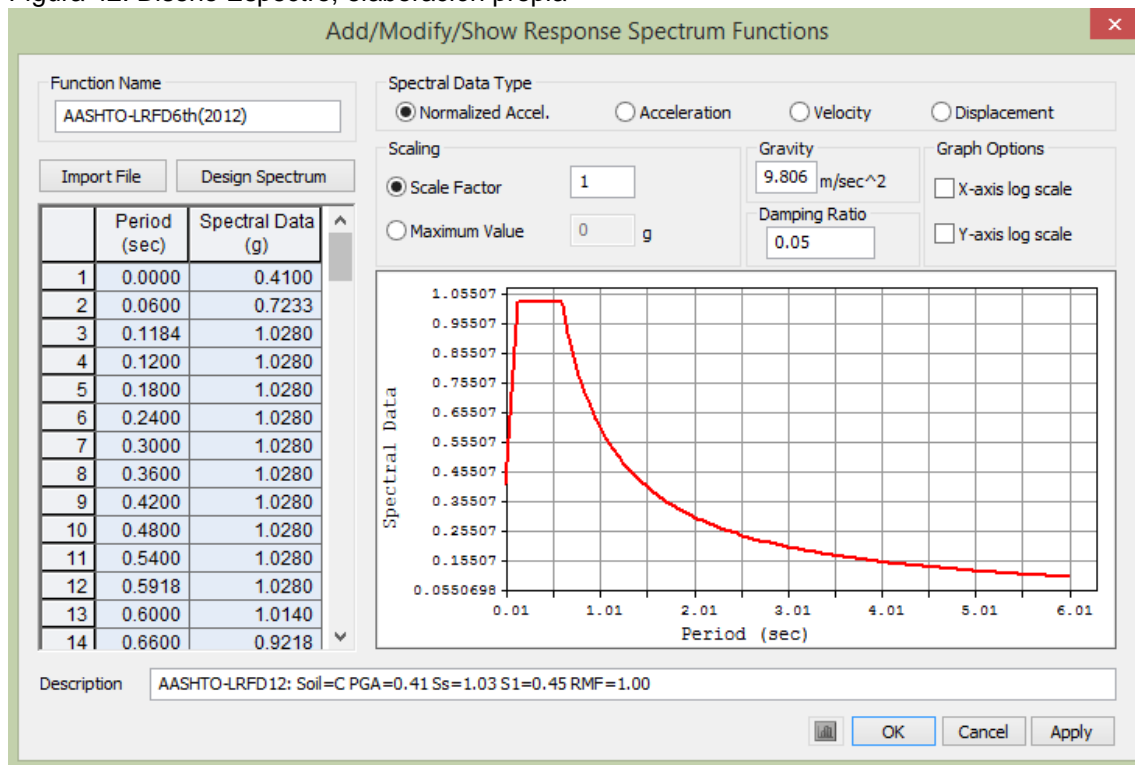 Add/Modify/Show Response Spectrum Functions
Function Name
AASHTO-LRFD6th(2012)
Import File
Design Spectrum
Period (sec) Spectral Data (g)
1 0.0000 0.4100
2 0.0600 0.7233
3 0.1184 1.0280
4 0.1200 1.0280
5 0.1800 1.0280
6 0.2400 1.0280
7 0.3000 1.0280
8 0.3600 1.0280
9 0.4200 1.0280
10 0.4800 1.0280
11 0.5400 1.0280
12 0.5918 1.0280
13 0.6000 1.0140
14 0.6600 0.9218
Spectral Data Type
Normalized Accel. Acceleration Velocity Displacement
Scaling
Scale Factor 1
Maximum Value 0 g
Gravity
9.806 m/sec^2
Damping Ratio
0.05
Graph Options
X-axis log scale
Y-axis log scale
Spectral Data
1.05507
0.95507
0.85507
0.75507
0.65507
0.55507
0.45507
0.35507
0.25507
0.15507
0.0550698
0.01 1.01 2.01 3.01 4.01 5.01 6.01
Period (sec)
Description AASHTO-LRFD12: Soil=C PGA=0.41 Ss=1.03 S1=0.45 RMF=1.00
OK Cancel Apply